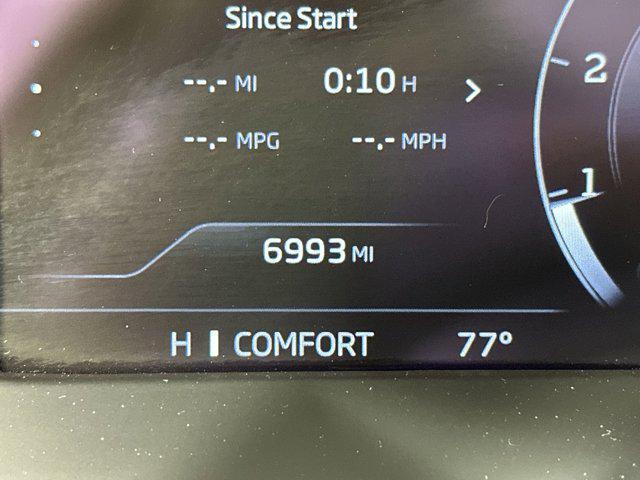 Since Start
--.- MI 0:10 H
--.- MPG --.- MPH
2
1
6993 MI
H COMFORT 77°